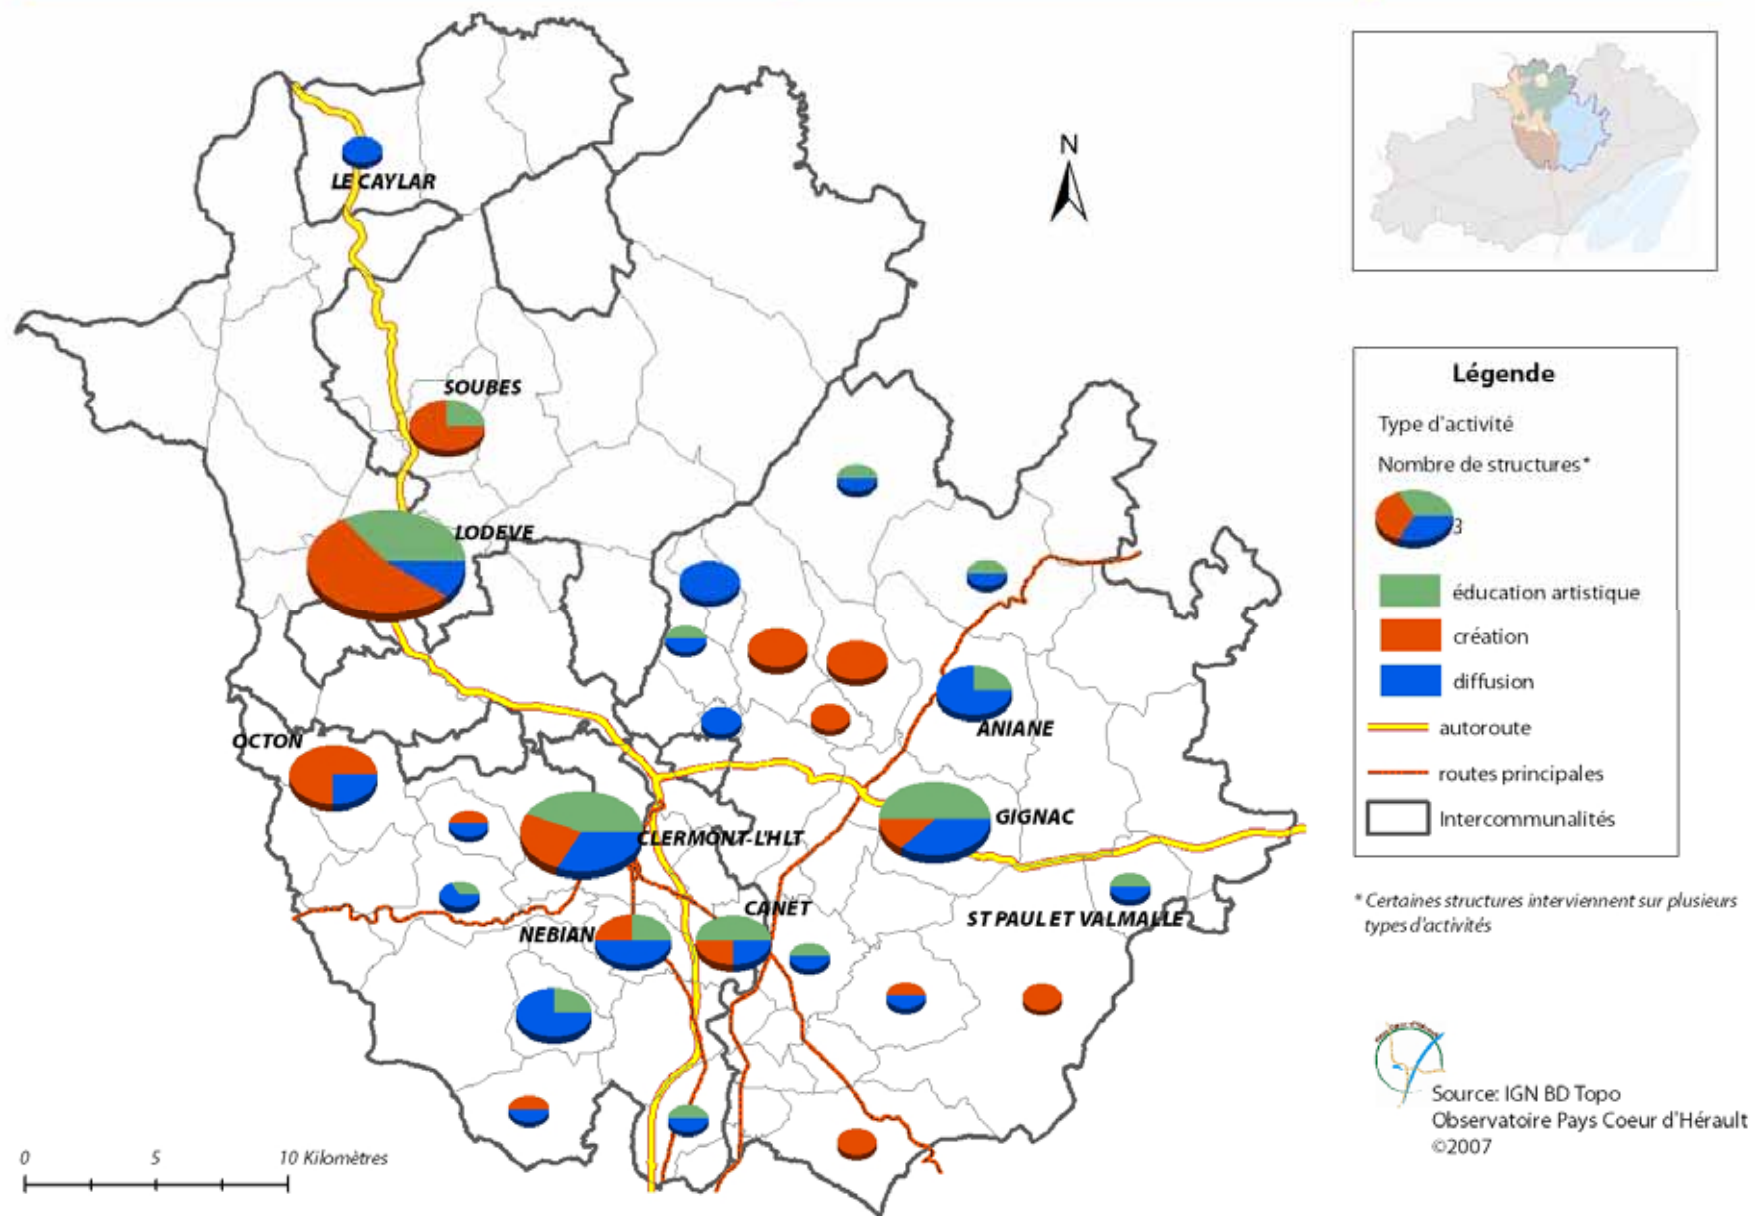 N
LE CAYLAR
SOUBES
LODEVE
ANIANE
OCTON
CLERMONT-L'HLT
GIGNAC
CANET
NEBIAN
ST PAUL ET VALMALLE
0 5 10 Kilomètres
Légende
Type d'activité
Nombre de structures*
3
éducation artistique
création
diffusion
autoroute
routes principales
Intercommunalités
* Certaines structures interviennent sur plusieurs
types d'activités
Source: IGN BD Topo
Observatoire Pays Coeur d'Hérault
©2007